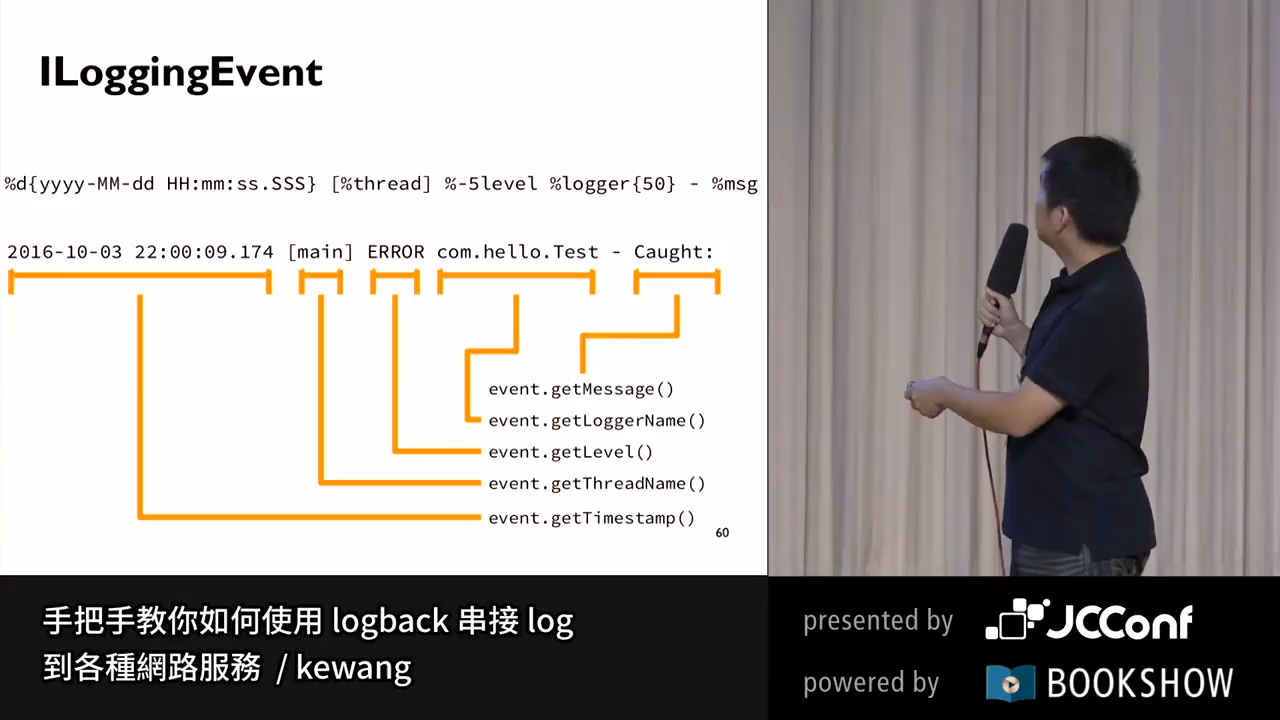 ILoggingEvent
%d{yyyy-MM-dd HH:mm:ss.SSS} [%thread] %-5level %logger{50} - %msg
2016-10-03 22:00:09.174 [main] ERROR com.hello.Test - Caught:
event.getMessage()
event.getLoggerName()
event.getLevel()
event.getThreadName()
event.getTimestamp()
60
手把手教你如何使用 logback 串接 log
到各種網路服務 / kewang
presented by JCConf
powered by BOOKSHOW